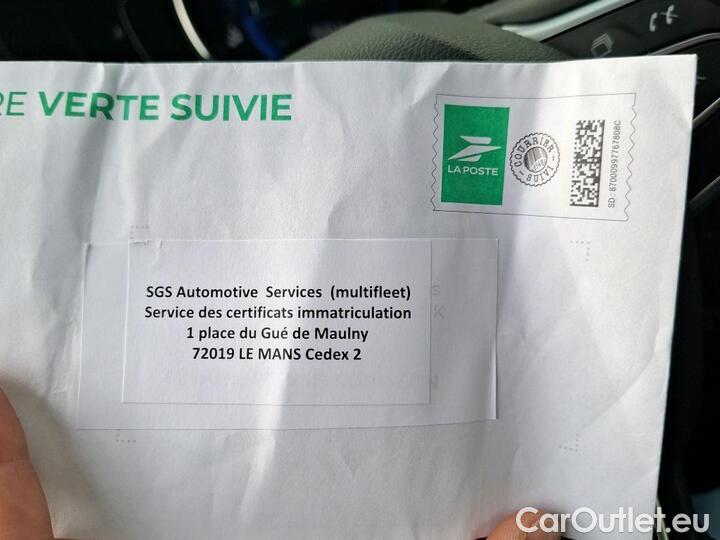 RE VERTE SUIVIE
LA POSTE
COURRIER
SUIVI
SD : 87000997767808C
SGS Automotive Services (multifleet)
Service des certificats immatriculation
1 place du Gué de Maulny
72019 LE MANS Cedex 2
CarOutlet.eu